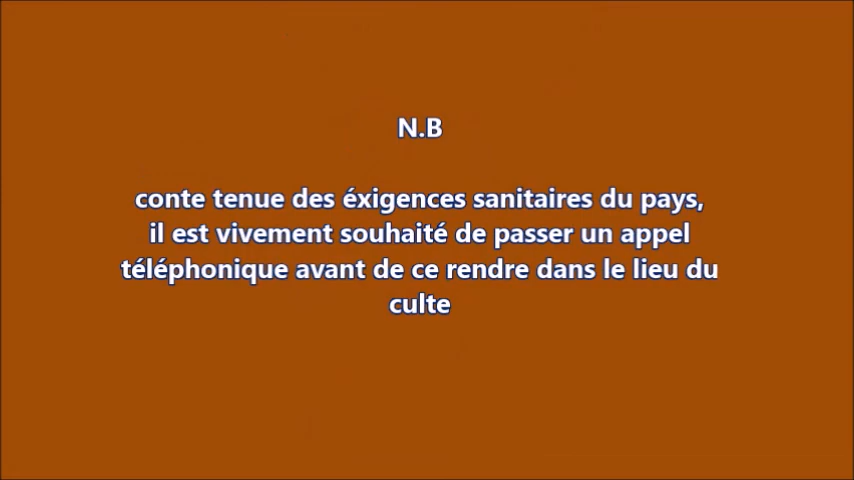 N.B
conte tenue des éxigences sanitaires du pays,
il est vivement souhaité de passer un appel
téléphonique avant de ce rendre dans le lieu du
culte